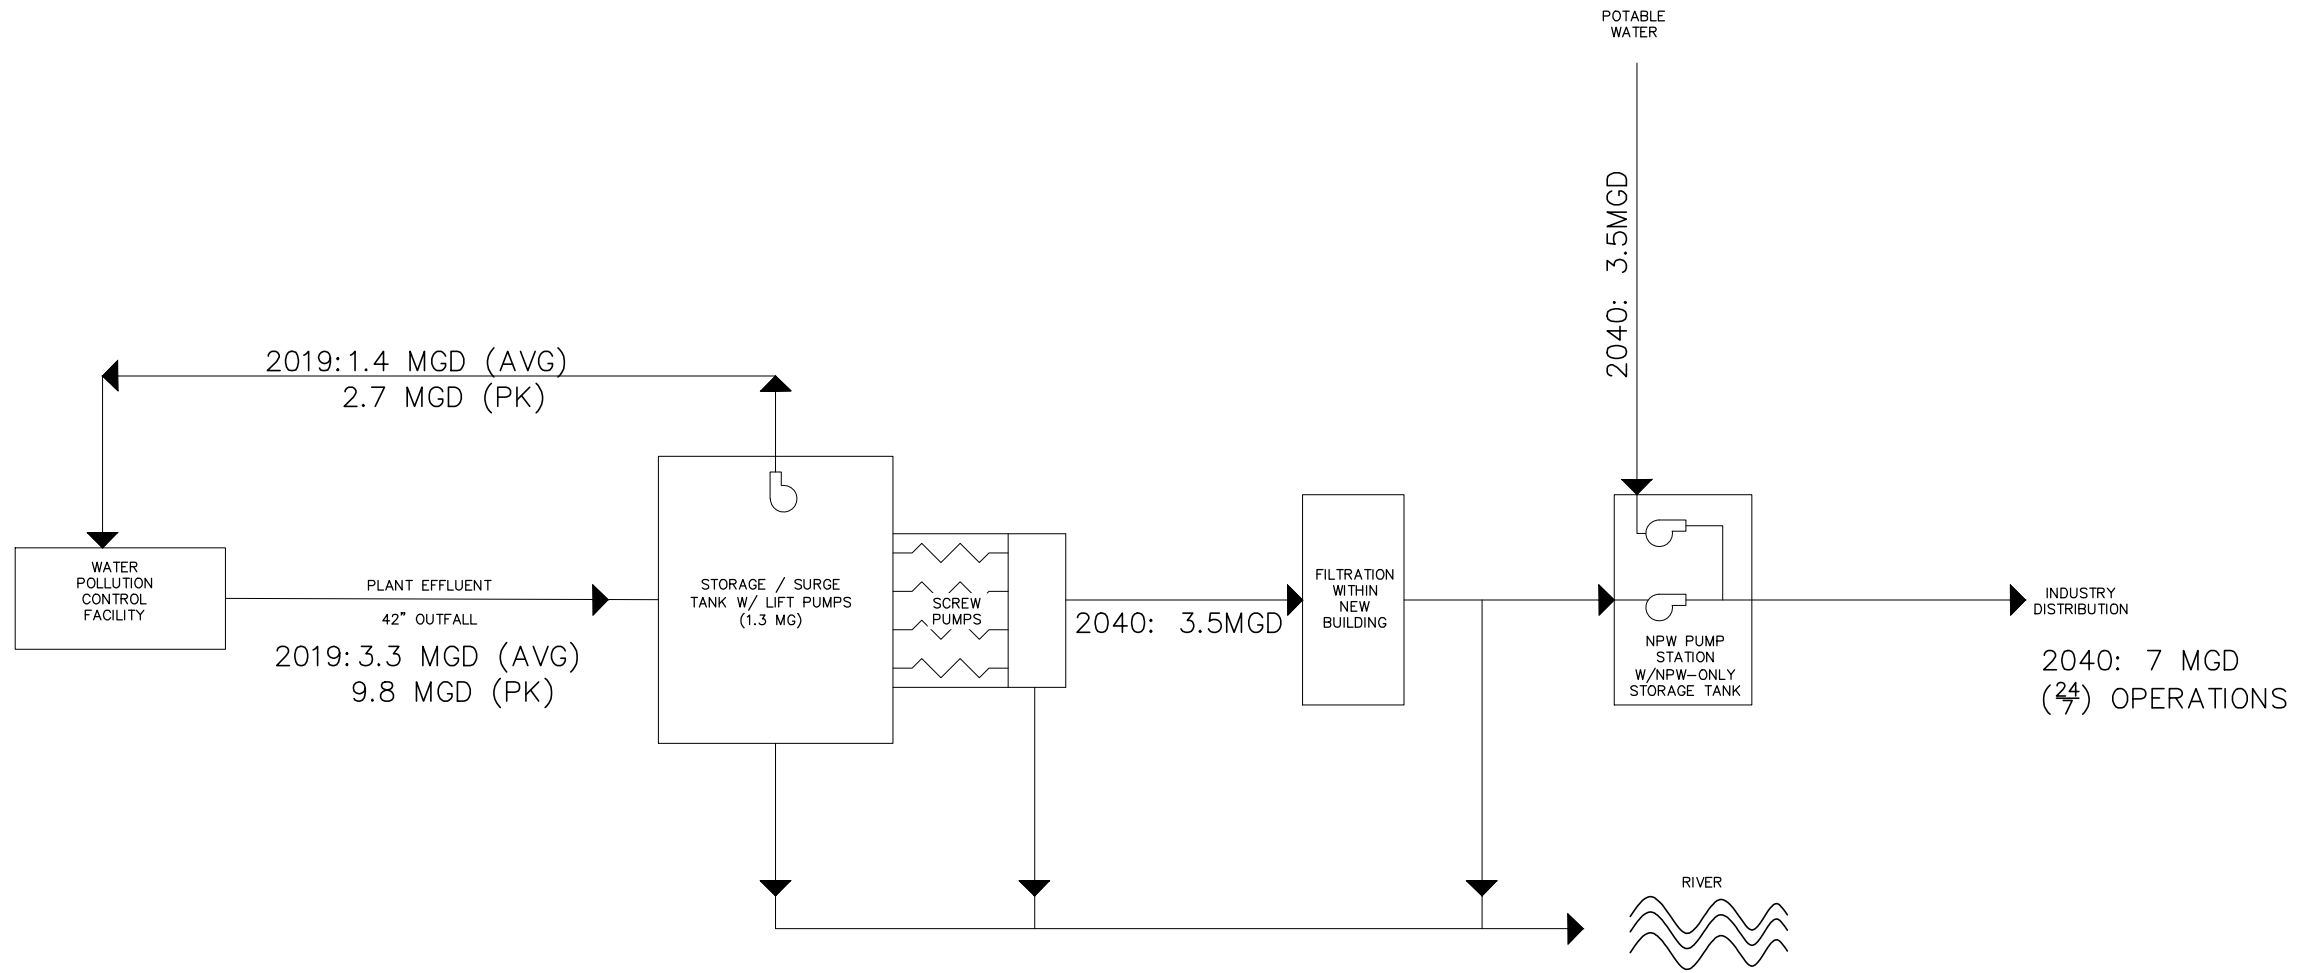 POTABLE
WATER
2040: 3.5MGD
2019: 1.4 MGD (AVG)
2.7 MGD (PK)
WATER
POLLUTION
CONTROL
FACILITY
PLANT EFFLUENT
42" OUTFALL
2019: 3.3 MGD (AVG)
9.8 MGD (PK)
STORAGE / SURGE
TANK W/ LIFT PUMPS
(1.3 MG)
SCREW
PUMPS
2040: 3.5MGD
FILTRATION
WITHIN
NEW
BUILDING
NPW PUMP
STATION
W/NPW-ONLY
STORAGE TANK
INDUSTRY
DISTRIBUTION
2040: 7 MGD
(24/7) OPERATIONS
RIVER